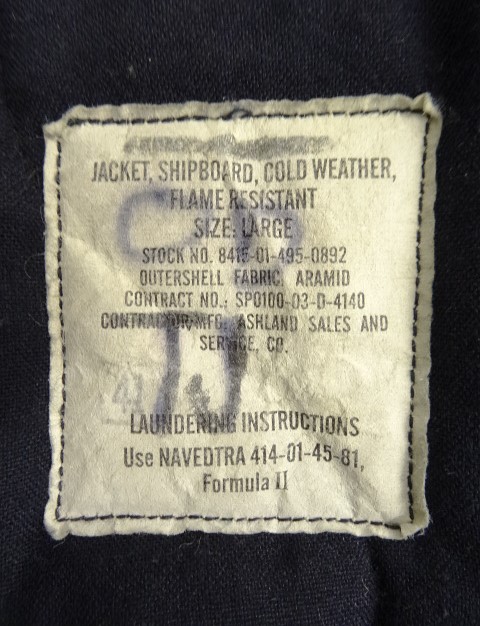 JACKET, SHIPBOARD, COLD WEATHER,
FLAME RESISTANT
SIZE: LARGE
STOCK NO. 8415-01-495-0892
OUTERSHELL FABRIC, ARAMID
CONTRACT NO.: SPO100-03-D-4140
CONTRACTOR/MFG. ASHLAND SALES AND
SERVICE, CO.
LAUNDERING INSTRUCTIONS
Use NAVEDTRA 414-01-45-81,
Formula II